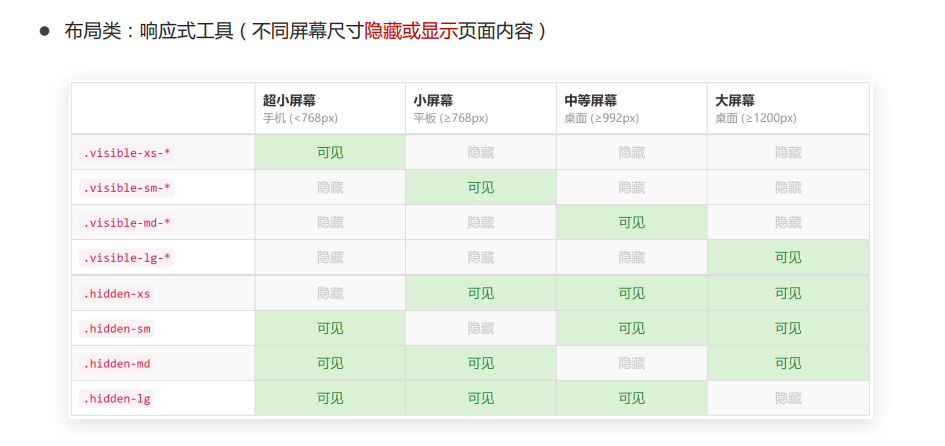 ● 布局类：响应式工具（不同屏幕尺寸隐藏或显示页面内容）
超小屏幕 小屏幕 中等屏幕 大屏幕
手机 (<768px) 平板 (≥768px) 桌面 (≥992px) 桌面 (≥1200px)
.visible-xs-* 可见 隐藏 隐藏 隐藏
.visible-sm-* 隐藏 可见 隐藏 隐藏
.visible-md-* 隐藏 隐藏 可见 隐藏
.visible-lg-* 隐藏 隐藏 隐藏 可见
.hidden-xs 隐藏 可见 可见 可见
.hidden-sm 可见 隐藏 可见 可见
.hidden-md 可见 可见 隐藏 可见
.hidden-lg 可见 可见 可见 隐藏